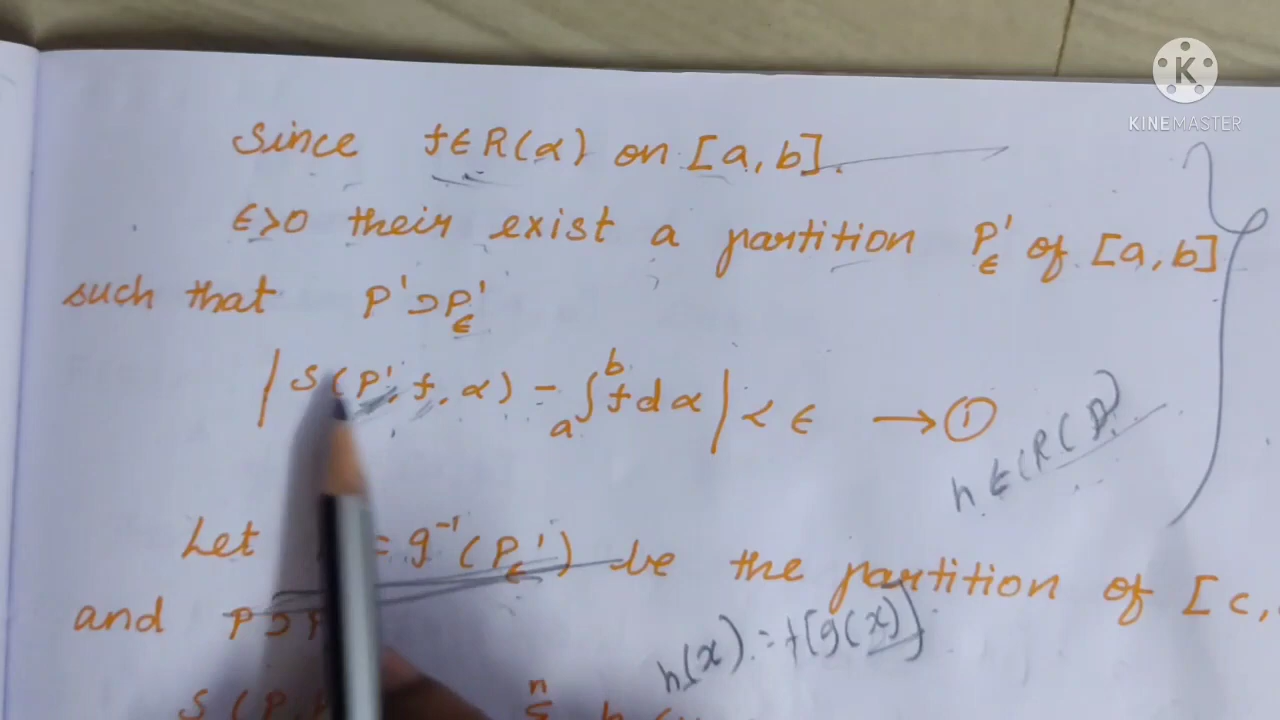 KINEMASTER
Since f∈R(α) on [a,b].
ϵ>0 their exist a partition P'ϵ of [a,b]
such that P'⊃P'ϵ
|S(P',f,α) - ∫ₐᵇ f dα| < ϵ → ①
h∈(R(
Let = g⁻¹(Pϵ') be the partition of [c,
and P⊃P
h(x) = f[g(x)]
S(P, n Σ